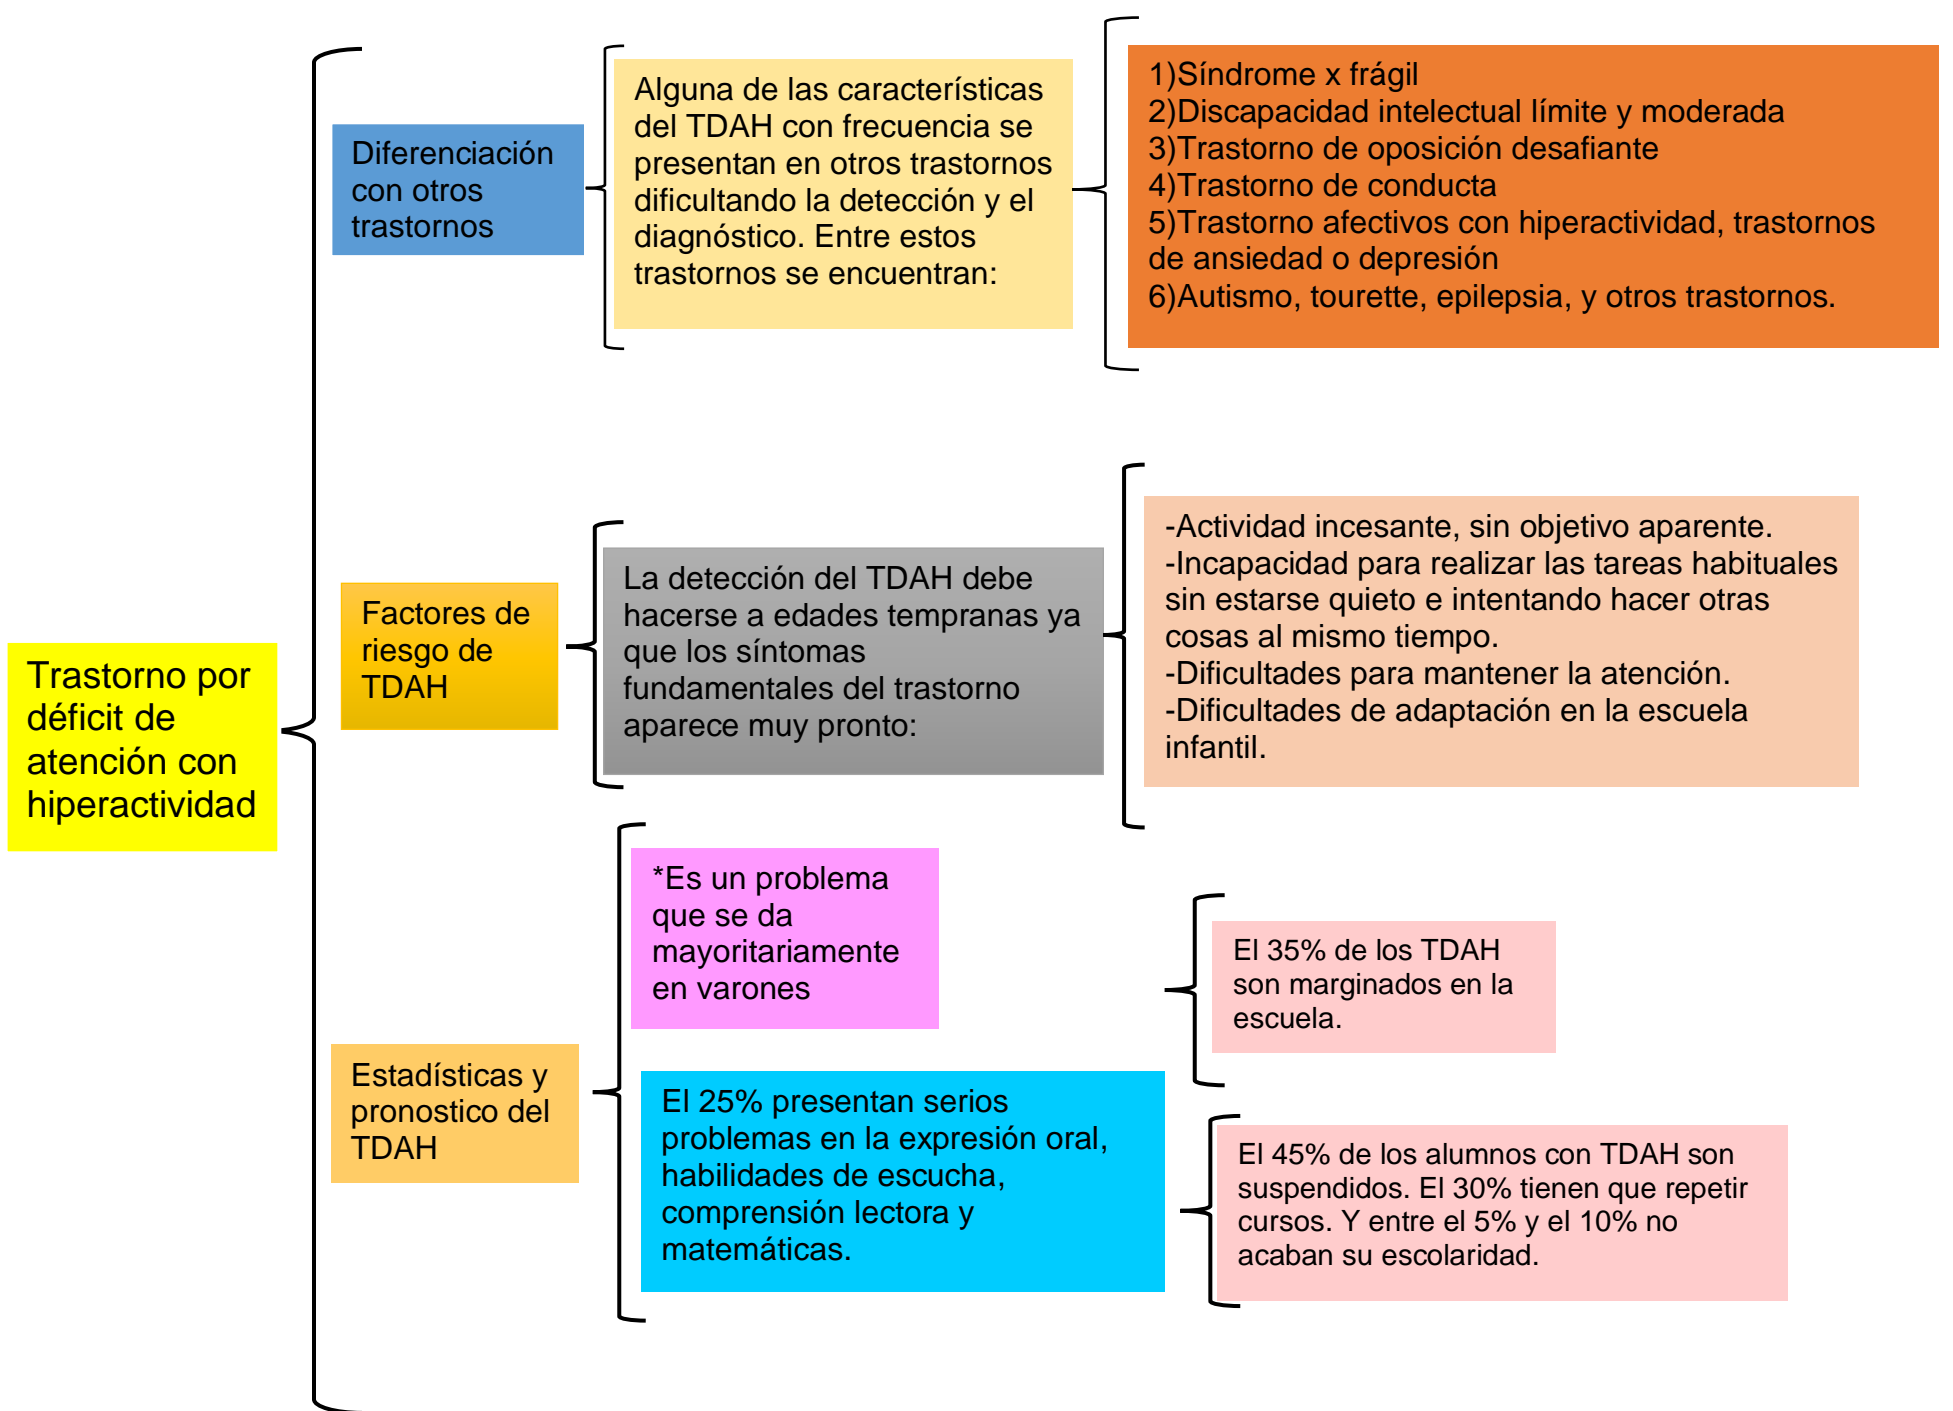 Trastorno por
déficit de
atención con
hiperactividad
Diferenciación
con otros
trastornos
Alguna de las características
del TDAH con frecuencia se
presentan en otros trastornos
dificultando la detección y el
diagnóstico. Entre estos
trastornos se encuentran:
1)Síndrome x frágil
2)Discapacidad intelectual límite y moderada
3)Trastorno de oposición desafiante
4)Trastorno de conducta
5)Trastorno afectivos con hiperactividad, trastornos
de ansiedad o depresión
6)Autismo, tourette, epilepsia, y otros trastornos.
Factores de
riesgo de
TDAH
La detección del TDAH debe
hacerse a edades tempranas ya
que los síntomas
fundamentales del trastorno
aparece muy pronto:
-Actividad incesante, sin objetivo aparente.
-Incapacidad para realizar las tareas habituales
sin estarse quieto e intentando hacer otras
cosas al mismo tiempo.
-Dificultades para mantener la atención.
-Dificultades de adaptación en la escuela
infantil.
Estadísticas y
pronostico del
TDAH
*Es un problema
que se da
mayoritariamente
en varones
El 35% de los TDAH
son marginados en la
escuela.
El 25% presentan serios
problemas en la expresión oral,
habilidades de escucha,
comprensión lectora y
matemáticas.
El 45% de los alumnos con TDAH son
suspendidos. El 30% tienen que repetir
cursos. Y entre el 5% y el 10% no
acaban su escolaridad.